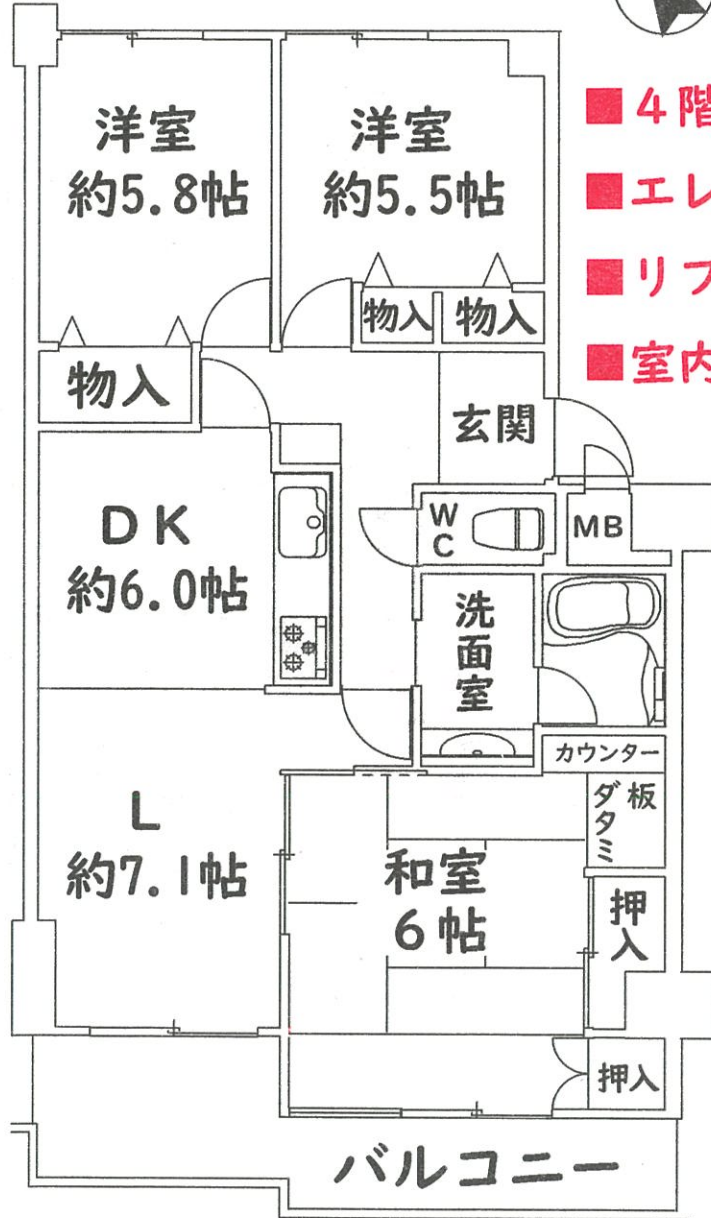 洋室
約5.8帖
洋室
約5.5帖
■4階
■エレ
■リフ
■室内
物入
物入
物入
玄関
DK
約6.0帖
WC
MB
洗面室
カウンター
板ダタミ
L
約7.1帖
和室
6帖
押入
押入
バルコニー